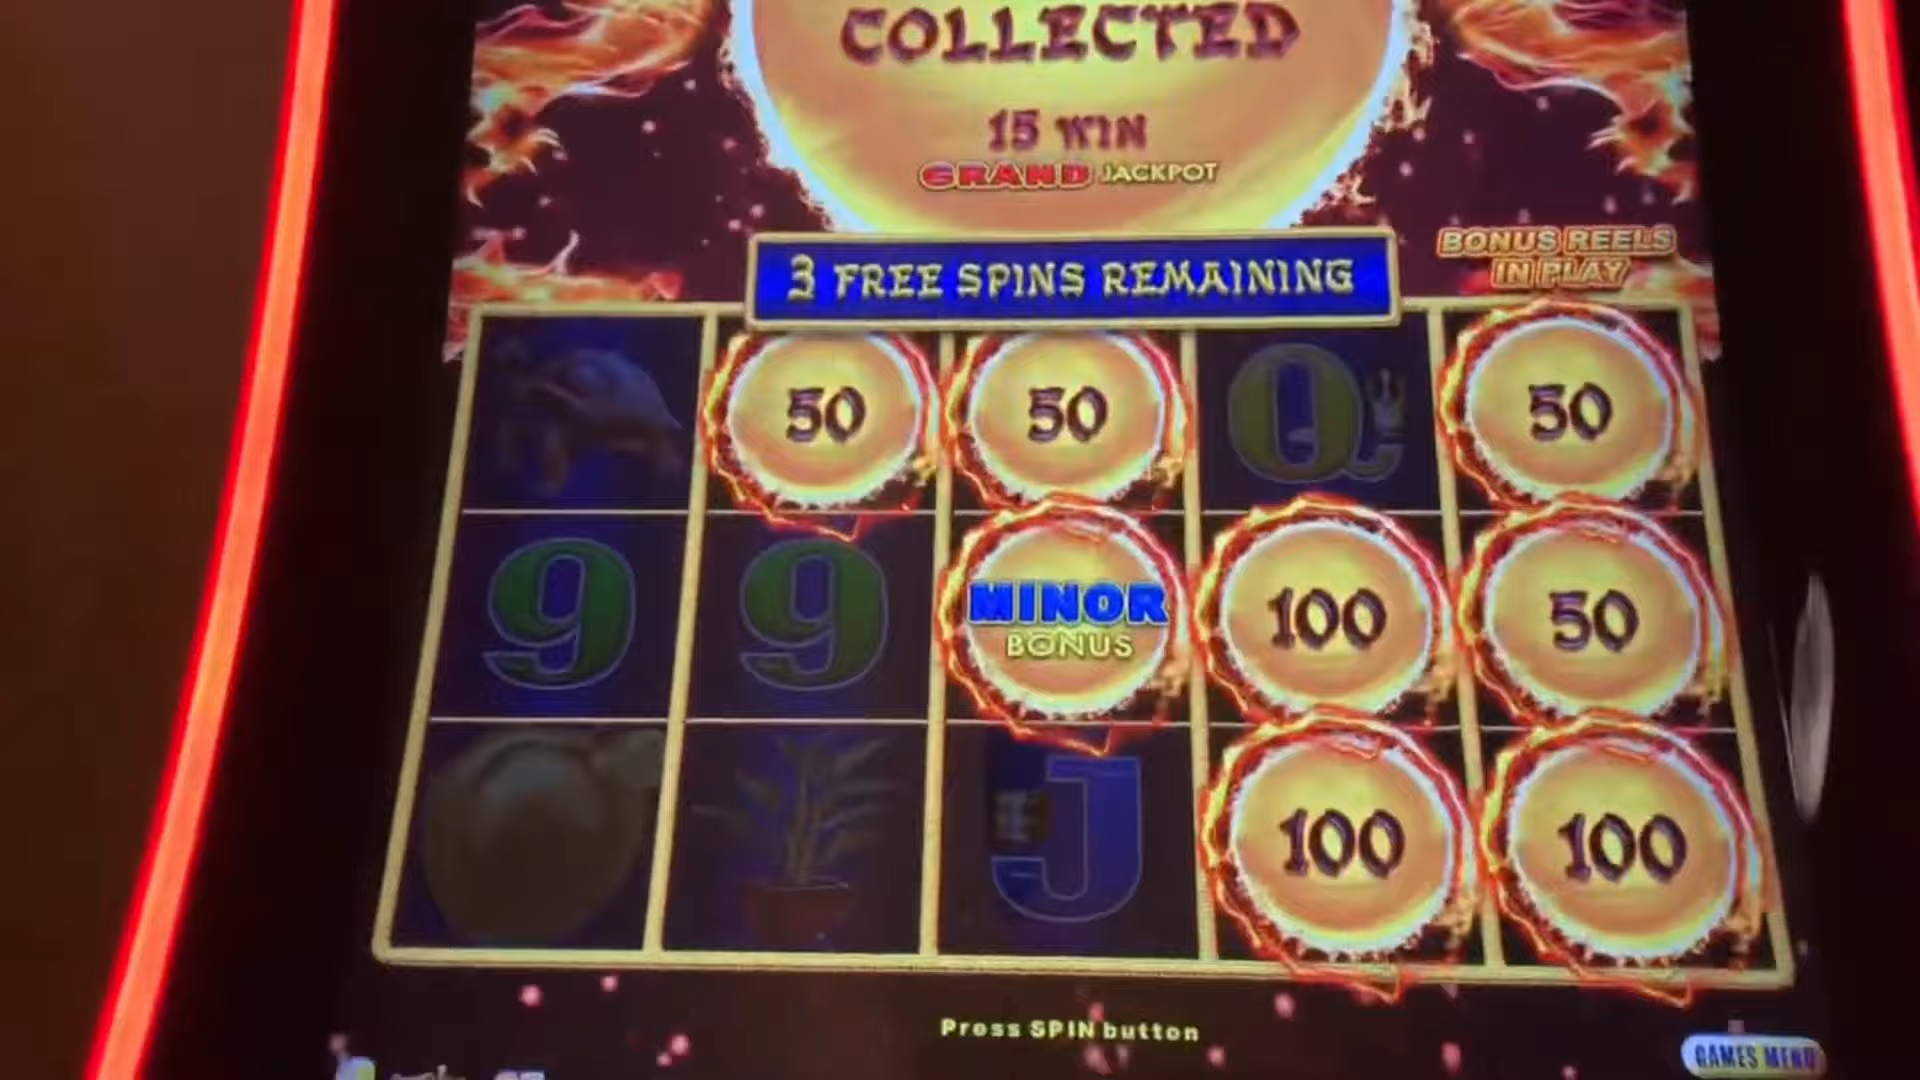 COLLECTED
15 WIN
GRAND JACKPOT
3 FREE SPINS REMAINING
BONUS REELS
IN PLAY
50
50
Q
50
9
9
MINOR
BONUS
100
50
J
100
100
Press SPIN button
GAMES MENU